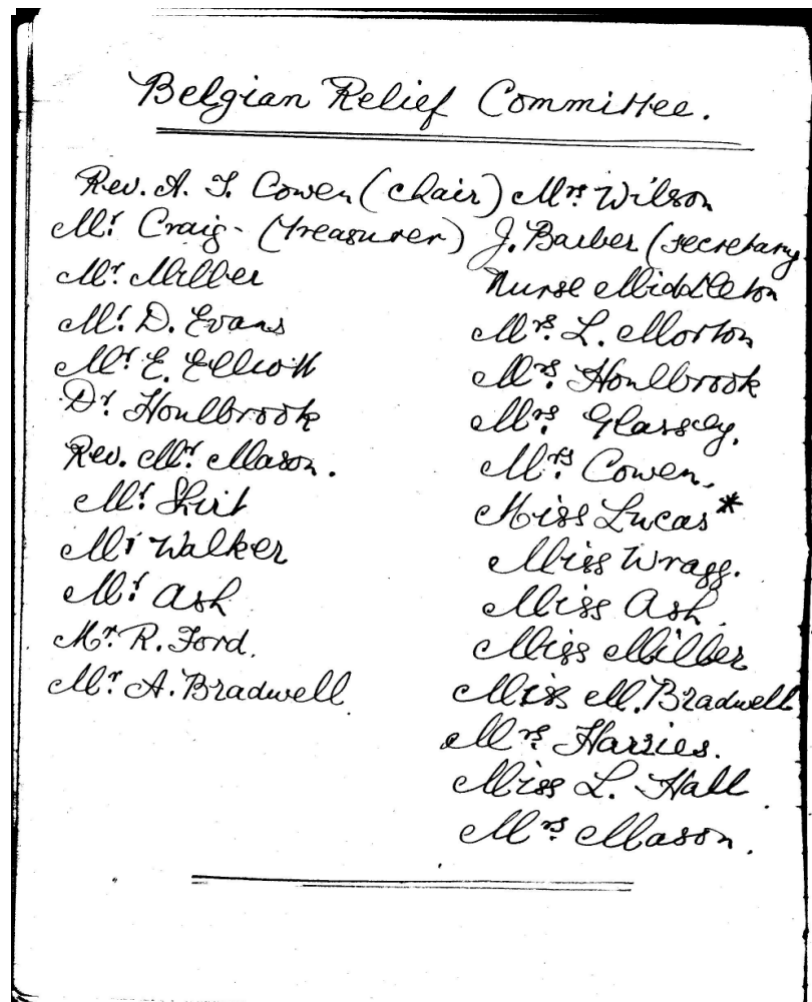 Belgian Relief Committee.
Rev. A. F. Cowen (chair) Mrs. Wilson
Mr. Craig - (treasurer) J. Barber (secretary
Mr. Miller Nurse Middleton
Mr. D. Evans Mrs. L. Morton
Mr. E. Elliott Mrs. Houlbrook
Dr. Houlbrook Mrs. Glassey.
Rev. Mr. Mason. Mrs. Cowen.
Mr. Shirt Miss Lucas*
Mr Walker Miss Wragg.
Mr. Ash Miss Ash.
Mr. R. Ford. Miss Miller
Mr. A. Bradwell. Miss M. Bradwell
Mrs. Harries.
Miss L. Hall.
Mrs. Mason.